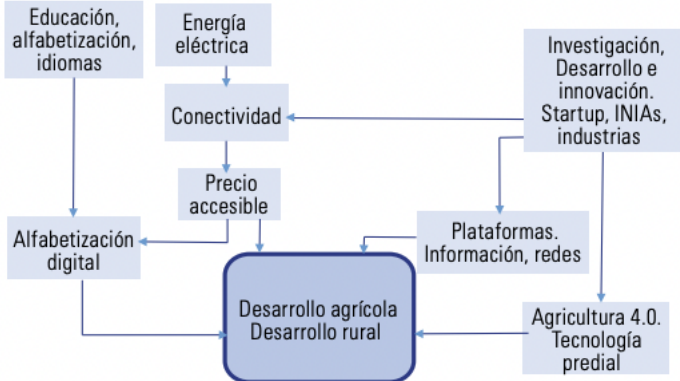 Educación,
alfabetización,
idiomas
Energía
eléctrica
Investigación,
Desarrollo e
innovación.
Startup, INIAs,
industrias
Conectividad
Precio
accesible
Alfabetización
digital
Plataformas.
Información, redes
Desarrollo agrícola
Desarrollo rural
Agricultura 4.0.
Tecnología
predial